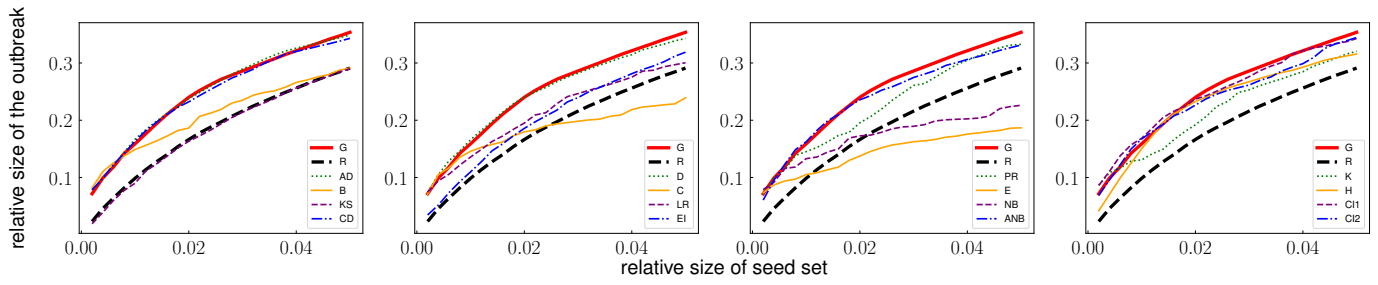 relative size of the outbreak
0.3
0.2
0.1
0.00 0.02 0.04
G
R
AD
B
KS
CD
0.3
0.2
0.1
0.00 0.02 0.04
G
R
D
C
LR
EI
0.3
0.2
0.1
0.00 0.02 0.04
G
R
PR
E
NB
ANB
0.3
0.2
0.1
0.00 0.02 0.04
G
R
K
H
CI1
CI2
relative size of seed set